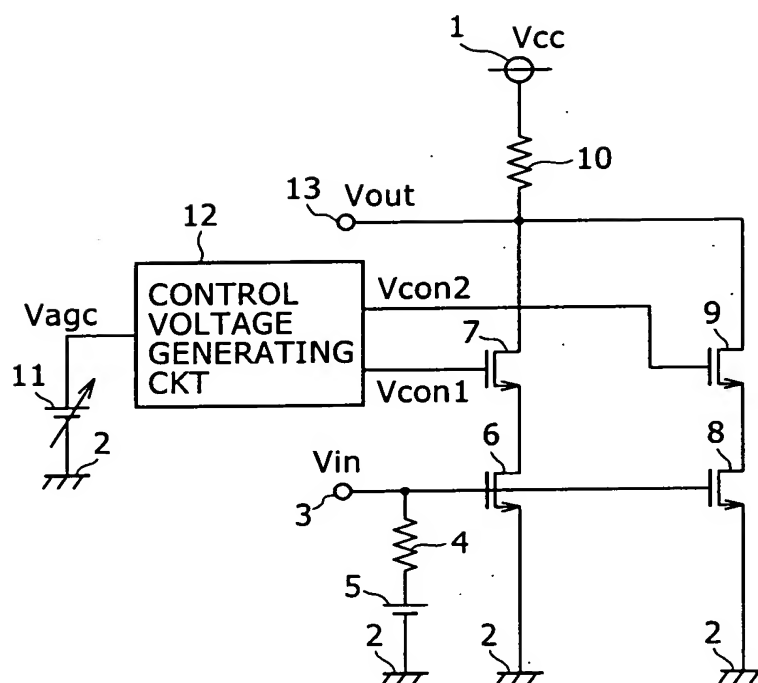 1 Vcc
10
13 Vout
12
CONTROL
VOLTAGE
GENERATING
CKT
Vcon2
Vcon1
Vagc
11
2
7
9
6
8
Vin
3
4
5
2
2
2